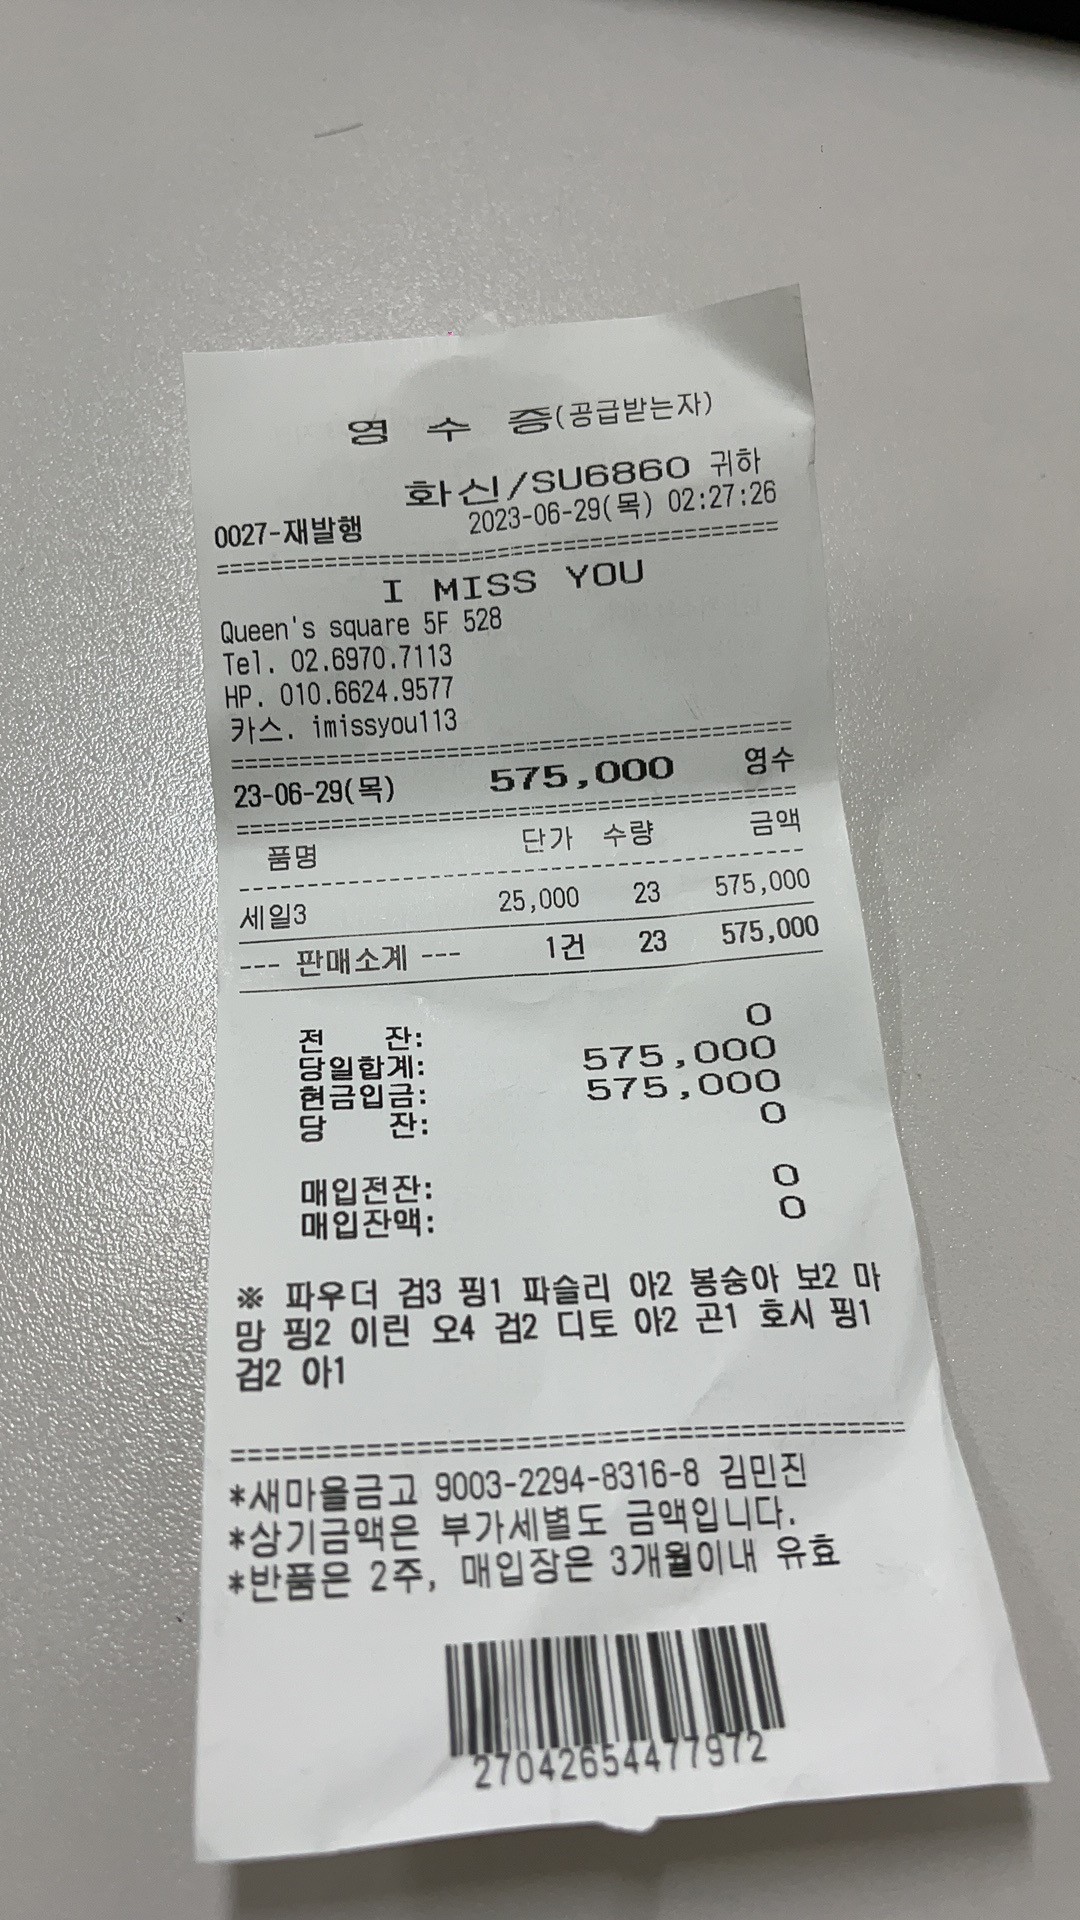 영 수 증(공급받는자)
화신/SU6860 귀하
0027-재발행 2023-06-29(목) 02:27:26
========================================
I MISS YOU
Queen's square 5F 528
Tel. 02.6970.7113
HP. 010.6624.9577
카스. imissyou113
========================================
23-06-29(목) 575,000 영수
========================================
품명 단가 수량 금액
----------------------------------------
세일3 25,000 23 575,000
--- 판매소계 --- 1건 23 575,000
전 잔: 0
당일합계: 575,000
현금입금: 575,000
당 잔: 0
매입전잔: 0
매입잔액: 0
※ 파우더 검3 핑1 파슬리 아2 봉숭아 보2 마
망 핑2 이린 오4 검2 디토 아2 곤1 호시 핑1
검2 아1
========================================
*새마을금고 9003-2294-8316-8 김민진
*상기금액은 부가세별도 금액입니다.
*반품은 2주, 매입장은 3개월이내 유효
27042654477972